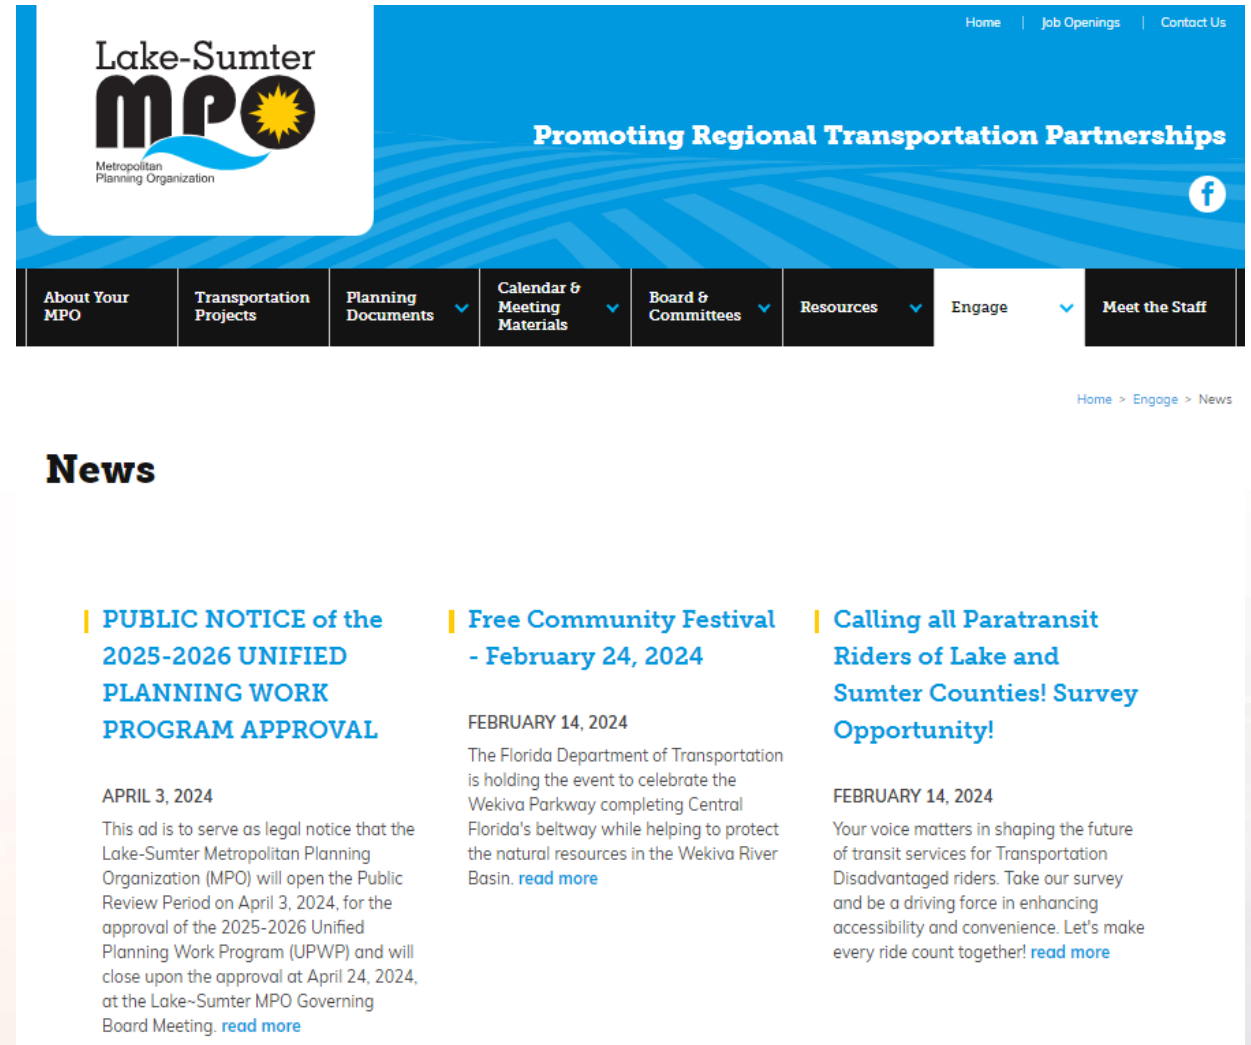 Home | Job Openings | Contact Us
Lake-Sumter
MPO
Metropolitan
Planning Organization
Promoting Regional Transportation Partnerships
f
About Your
MPO
Transportation
Projects
Planning
Documents
Calendar &
Meeting
Materials
Board &
Committees
Resources
Engage
Meet the Staff
Home > Engage > News
News
PUBLIC NOTICE of the
2025-2026 UNIFIED
PLANNING WORK
PROGRAM APPROVAL
APRIL 3, 2024
This ad is to serve as legal notice that the
Lake-Sumter Metropolitan Planning
Organization (MPO) will open the Public
Review Period on April 3, 2024, for the
approval of the 2025-2026 Unified
Planning Work Program (UPWP) and will
close upon the approval at April 24, 2024,
at the Lake~Sumter MPO Governing
Board Meeting. read more
Free Community Festival
- February 24, 2024
FEBRUARY 14, 2024
The Florida Department of Transportation
is holding the event to celebrate the
Wekiva Parkway completing Central
Florida's beltway while helping to protect
the natural resources in the Wekiva River
Basin. read more
Calling all Paratransit
Riders of Lake and
Sumter Counties! Survey
Opportunity!
FEBRUARY 14, 2024
Your voice matters in shaping the future
of transit services for Transportation
Disadvantaged riders. Take our survey
and be a driving force in enhancing
accessibility and convenience. Let's make
every ride count together! read more